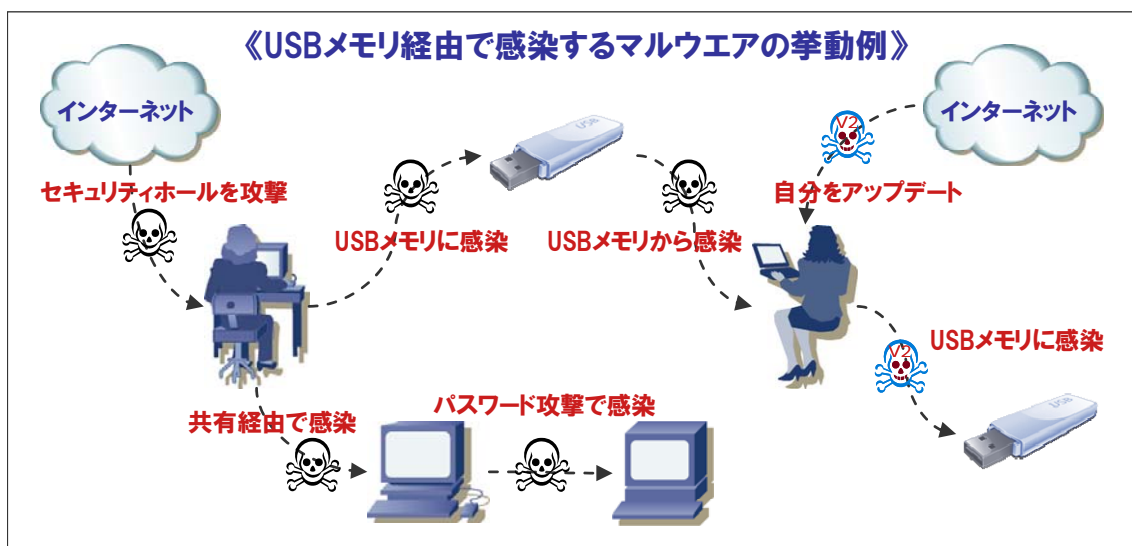 《USBメモリ経由で感染するマルウエアの挙動例》
インターネット
インターネット
USB
V2
セキュリティホールを攻撃
自分をアップデート
USBメモリに感染
USBメモリから感染
USBメモリに感染
V2
共有経由で感染
パスワード攻撃で感染
USB